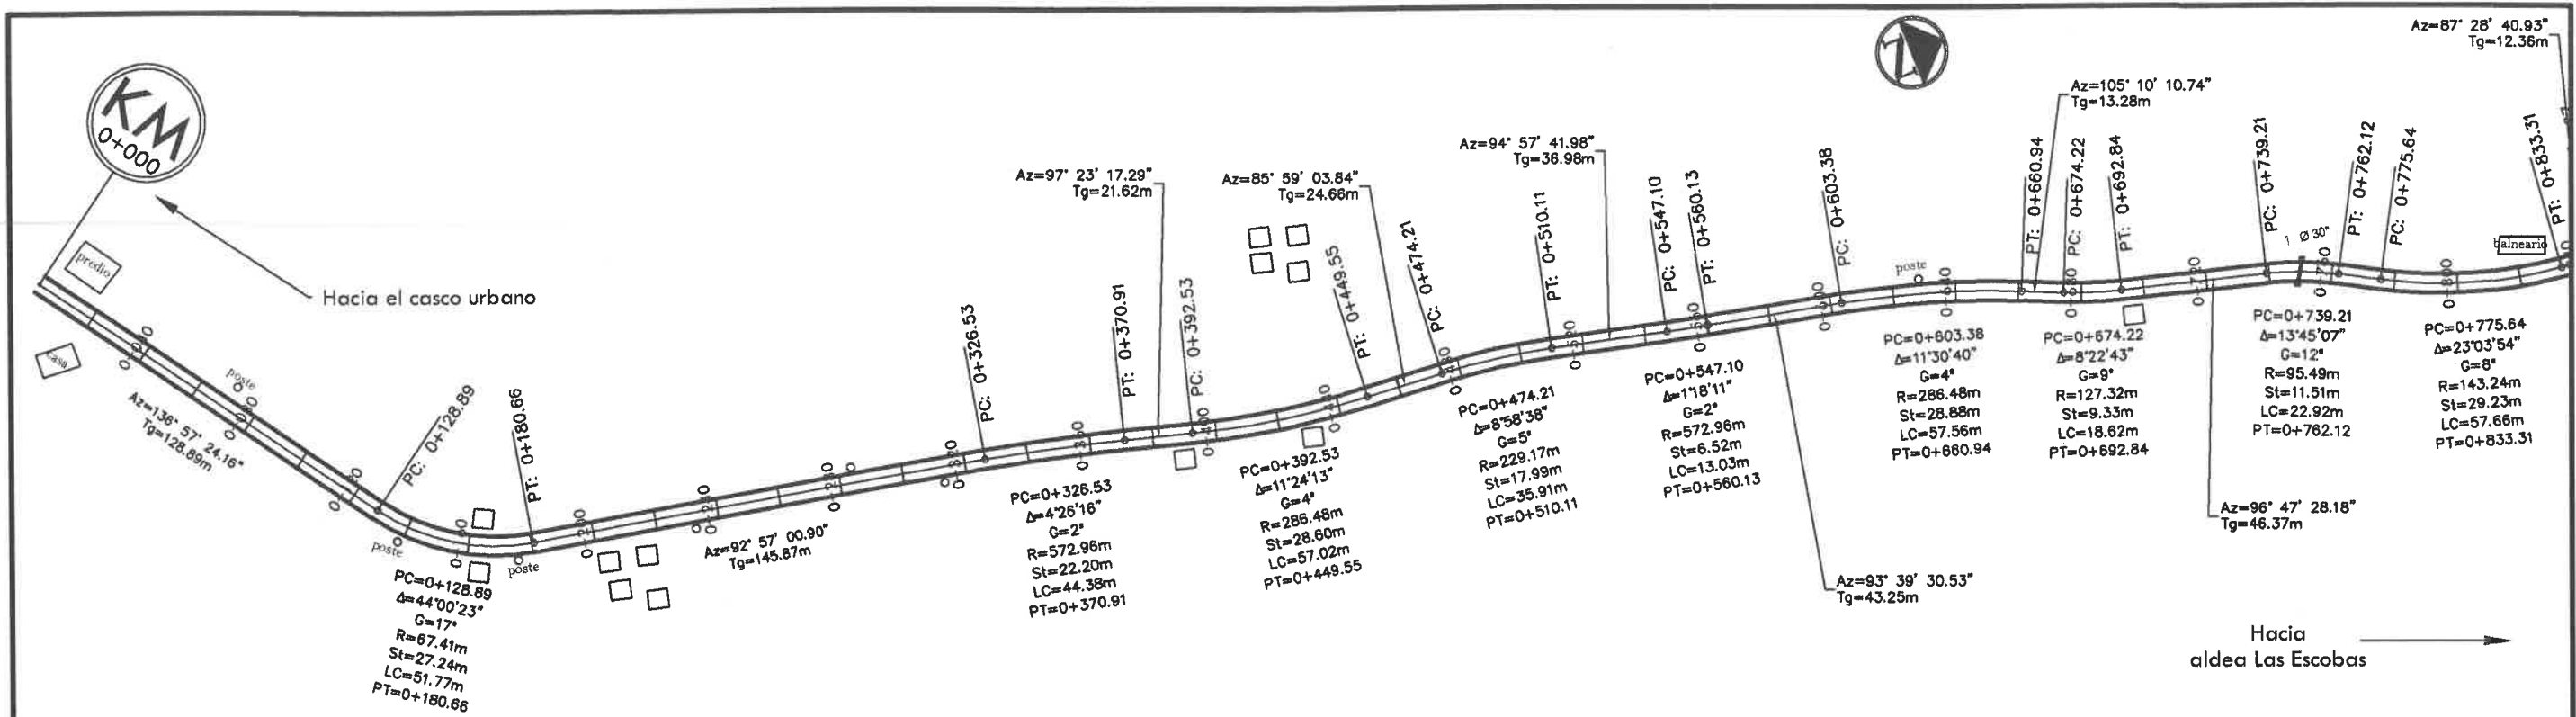 KM
0+000
Hacia el casco urbano
predio
casa
poste
Az=136° 57' 24.16"
Tg=128.89m
PC: 0+128.89
PT: 0+180.66
poste
poste
PC=0+128.89
Δ=44°00'23"
G=17°
R=67.41m
St=27.24m
LC=51.77m
PT=0+180.66
Az=92° 57' 00.90"
Tg=145.87m
PC: 0+326.53
PT: 0+370.91
PC=0+326.53
Δ=4°26'16"
G=2°
R=572.96m
St=22.20m
LC=44.38m
PT=0+370.91
Az=97° 23' 17.29"
Tg=21.62m
PC: 0+392.53
PT: 0+449.55
PC=0+392.53
Δ=11°24'13"
G=4°
R=286.48m
St=28.60m
LC=57.02m
PT=0+449.55
Az=85° 59' 03.84"
Tg=24.66m
PC: 0+474.21
PT: 0+510.11
PC=0+474.21
Δ=8°58'38"
G=5°
R=229.17m
St=17.99m
LC=35.91m
PT=0+510.11
Az=94° 57' 41.98"
Tg=36.98m
PC: 0+547.10
PT: 0+560.13
PC=0+547.10
Δ=1°18'11"
G=2°
R=572.96m
St=6.52m
LC=13.03m
PT=0+560.13
Az=93° 39' 30.53"
Tg=43.25m
PC: 0+603.38
poste
PT: 0+660.94
PC=0+603.38
Δ=11°30'40"
G=4°
R=286.48m
St=28.88m
LC=57.56m
PT=0+660.94
N
Az=105° 10' 10.74"
Tg=13.28m
PC: 0+674.22
PT: 0+692.84
PC=0+674.22
Δ=8°22'43"
G=9°
R=127.32m
St=9.33m
LC=18.62m
PT=0+692.84
Az=96° 47' 28.18"
Tg=46.37m
PC: 0+739.21
1 Ø 30"
PT: 0+762.12
PC=0+739.21
Δ=13°45'07"
G=12°
R=95.49m
St=11.51m
LC=22.92m
PT=0+762.12
PC: 0+775.64
PT: 0+833.31
balneario
PC=0+775.64
Δ=23°03'54"
G=8°
R=143.24m
St=29.23m
LC=57.66m
PT=0+833.31
Az=87° 28' 40.93"
Tg=12.36m
Hacia
aldea Las Escobas